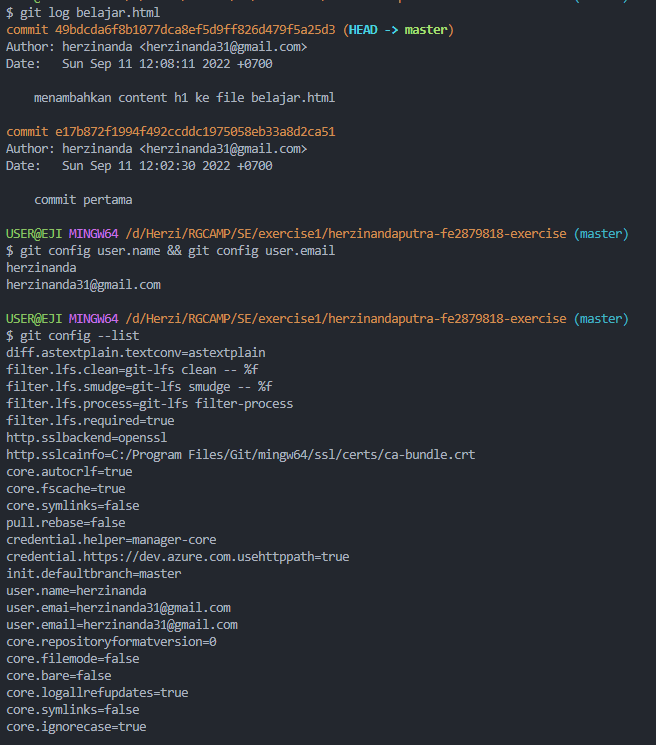 $ git log belajar.html
commit 49bdcda6f8b1077dca8ef5d9ff826d479f5a25d3 (HEAD -> master)
Author: herzinanda <herzinanda31@gmail.com>
Date:   Sun Sep 11 12:08:11 2022 +0700
    menambahkan content h1 ke file belajar.html
commit e17b872f1994f492ccddc1975058eb33a8d2ca51
Author: herzinanda <herzinanda31@gmail.com>
Date:   Sun Sep 11 12:02:30 2022 +0700
    commit pertama
USER@EJI MINGW64 /d/Herzi/RGCAMP/SE/exercise1/herzinandaputra-fe2879818-exercise (master)
$ git config user.name && git config user.email
herzinanda
herzinanda31@gmail.com
USER@EJI MINGW64 /d/Herzi/RGCAMP/SE/exercise1/herzinandaputra-fe2879818-exercise (master)
$ git config --list
diff.astextplain.textconv=astextplain
filter.lfs.clean=git-lfs clean -- %f
filter.lfs.smudge=git-lfs smudge -- %f
filter.lfs.process=git-lfs filter-process
filter.lfs.required=true
http.sslbackend=openssl
http.sslcainfo=C:/Program Files/Git/mingw64/ssl/certs/ca-bundle.crt
core.autocrlf=true
core.fscache=true
core.symlinks=false
pull.rebase=false
credential.helper=manager-core
credential.https://dev.azure.com.usehttppath=true
init.defaultbranch=master
user.name=herzinanda
user.emai=herzinanda31@gmail.com
user.email=herzinanda31@gmail.com
core.repositoryformatversion=0
core.filemode=false
core.bare=false
core.logallrefupdates=true
core.symlinks=false
core.ignorecase=true